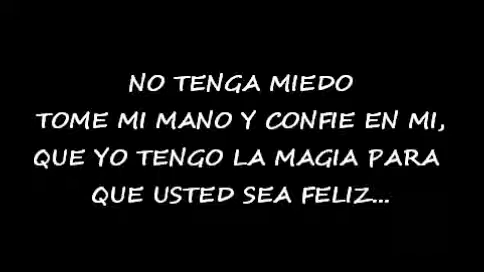 NO TENGA MIEDO
TOME MI MANO Y CONFIE EN MI,
QUE YO TENGO LA MAGIA PARA
QUE USTED SEA FELIZ...